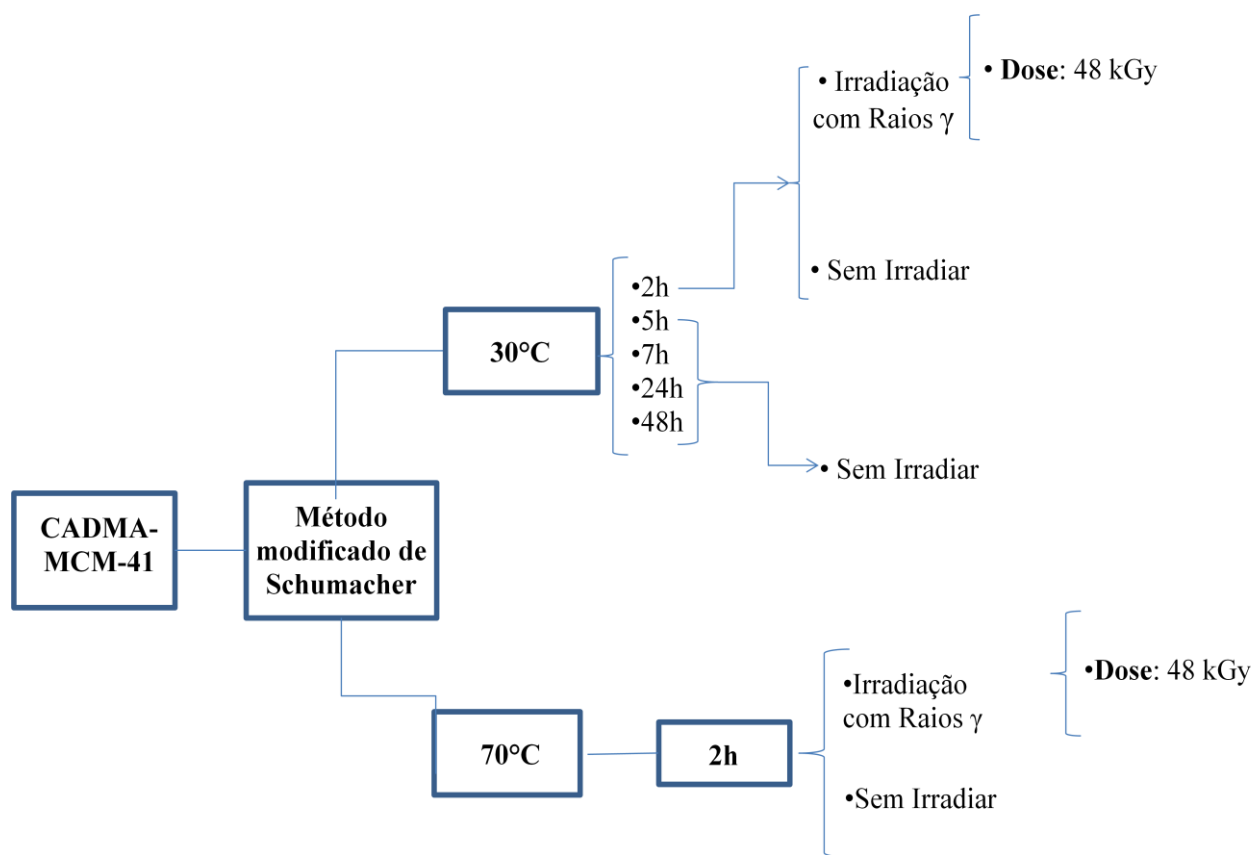 • Irradiação
com Raios γ
• Dose: 48 kGy
• Sem Irradiar
30°C
•2h
•5h
•7h
•24h
•48h
• Sem Irradiar
CADMA-
MCM-41
Método
modificado de
Schumacher
70°C
2h
•Irradiação
com Raios γ
•Dose: 48 kGy
•Sem Irradiar